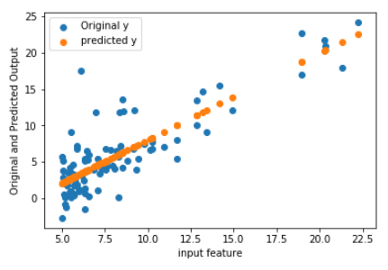 25
20
15
10
5
0
Original and Predicted Output
Original y
predicted y
5.0 7.5 10.0 12.5 15.0 17.5 20.0 22.5
input feature